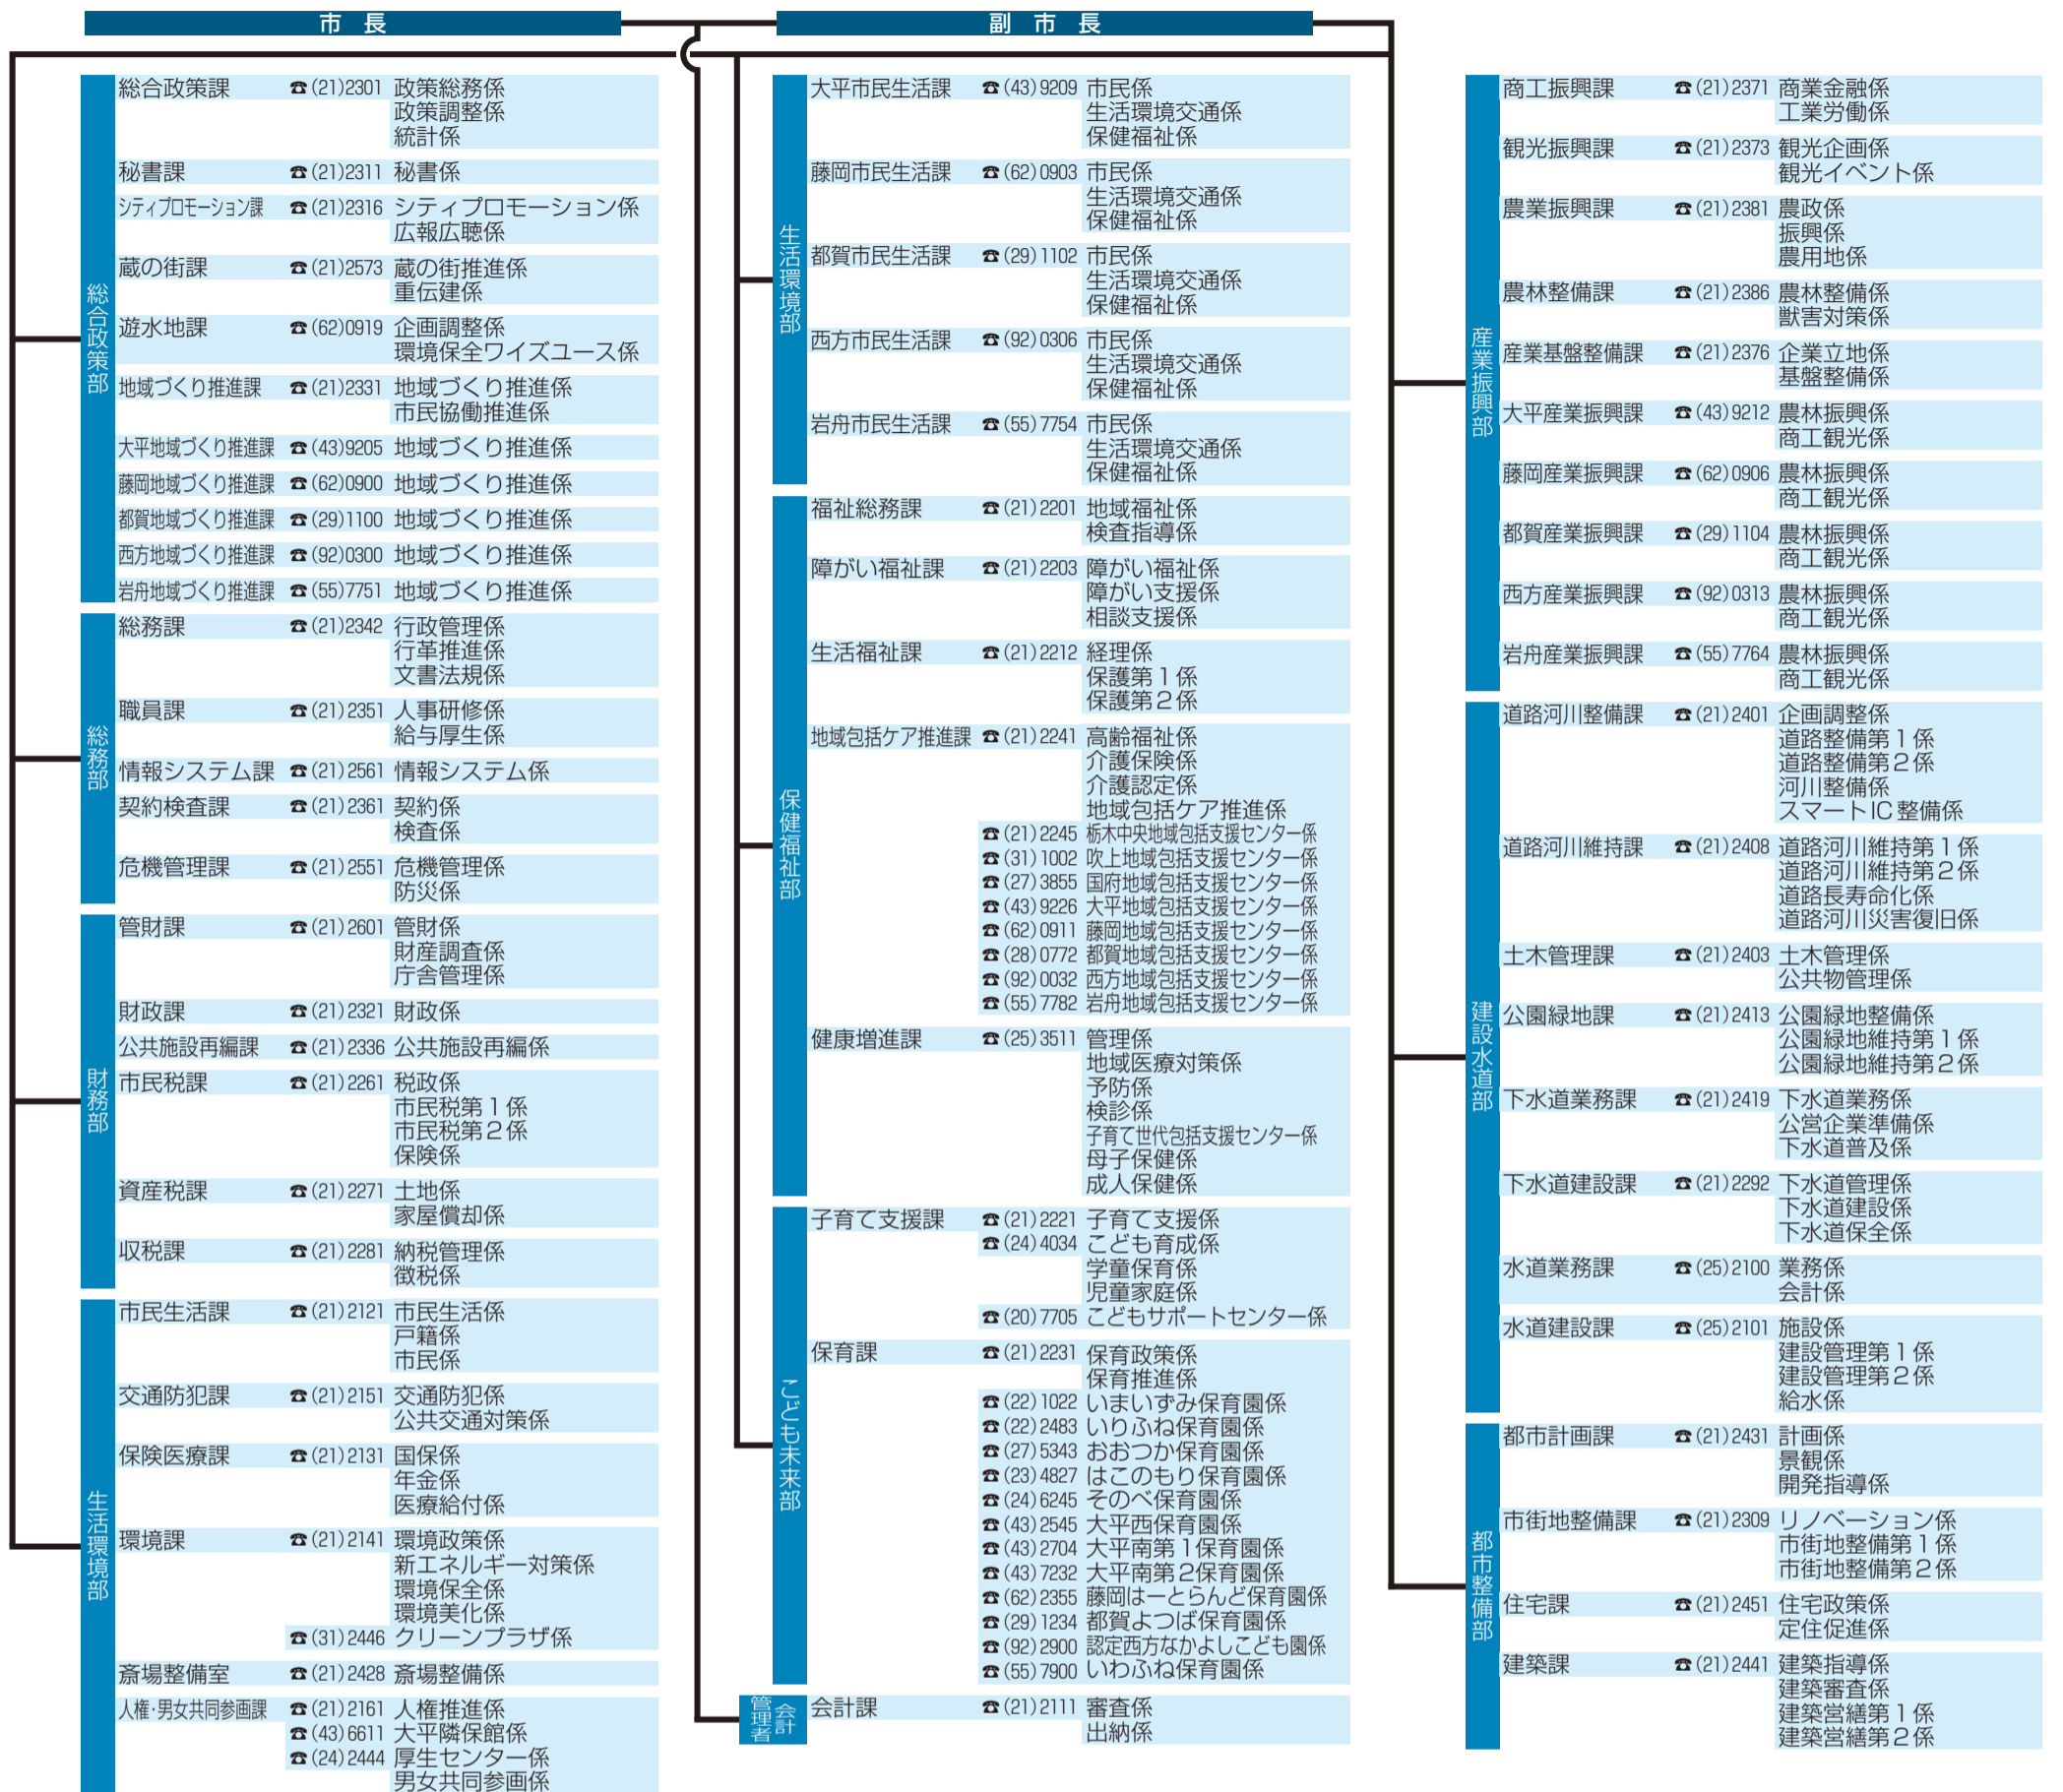 市長
副市長
総合政策部
総合政策課 ☎(21)2301 政策総務係
政策調整係
統計係
秘書課 ☎(21)2311 秘書係
シティプロモーション課 ☎(21)2316 シティプロモーション係
広報広聴係
蔵の街課 ☎(21)2573 蔵の街推進係
重伝建係
遊水地課 ☎(62)0919 企画調整係
環境保全ワイズユース係
地域づくり推進課 ☎(21)2331 地域づくり推進係
市民協働推進係
大平地域づくり推進課 ☎(43)9205 地域づくり推進係
藤岡地域づくり推進課 ☎(62)0900 地域づくり推進係
都賀地域づくり推進課 ☎(29)1100 地域づくり推進係
西方地域づくり推進課 ☎(92)0300 地域づくり推進係
岩舟地域づくり推進課 ☎(55)7751 地域づくり推進係
総務部
総務課 ☎(21)2342 行政管理係
行革推進係
文書法規係
職員課 ☎(21)2351 人事研修係
給与厚生係
情報システム課 ☎(21)2561 情報システム係
契約検査課 ☎(21)2361 契約係
検査係
危機管理課 ☎(21)2551 危機管理係
防災係
財務部
管財課 ☎(21)2601 管財係
財産調査係
庁舎管理係
財政課 ☎(21)2321 財政係
公共施設再編課 ☎(21)2336 公共施設再編係
市民税課 ☎(21)2261 税政係
市民税第1係
市民税第2係
保険係
資産税課 ☎(21)2271 土地係
家屋償却係
収税課 ☎(21)2281 納税管理係
徴税係
生活環境部
市民生活課 ☎(21)2121 市民生活係
戸籍係
市民係
交通防犯課 ☎(21)2151 交通防犯係
公共交通対策係
保険医療課 ☎(21)2131 国保係
年金係
医療給付係
環境課 ☎(21)2141 環境政策係
新エネルギー対策係
環境保全係
環境美化係
☎(31)2446 クリーンプラザ係
斎場整備室 ☎(21)2428 斎場整備係
人権・男女共同参画課 ☎(21)2161 人権推進係
☎(43)6611 大平隣保館係
☎(24)2444 厚生センター係
男女共同参画係
生活環境部
大平市民生活課 ☎(43)9209 市民係
生活環境交通係
保健福祉係
藤岡市民生活課 ☎(62)0903 市民係
生活環境交通係
保健福祉係
都賀市民生活課 ☎(29)1102 市民係
生活環境交通係
保健福祉係
西方市民生活課 ☎(92)0306 市民係
生活環境交通係
保健福祉係
岩舟市民生活課 ☎(55)7754 市民係
生活環境交通係
保健福祉係
保健福祉部
福祉総務課 ☎(21)2201 地域福祉係
検査指導係
障がい福祉課 ☎(21)2203 障がい福祉係
障がい支援係
相談支援係
生活福祉課 ☎(21)2212 経理係
保護第1係
保護第2係
地域包括ケア推進課 ☎(21)2241 高齢福祉係
介護保険係
介護認定係
地域包括ケア推進係
☎(21)2245 栃木中央地域包括支援センター係
☎(31)1002 吹上地域包括支援センター係
☎(27)3855 国府地域包括支援センター係
☎(43)9226 大平地域包括支援センター係
☎(62)0911 藤岡地域包括支援センター係
☎(28)0772 都賀地域包括支援センター係
☎(92)0032 西方地域包括支援センター係
☎(55)7782 岩舟地域包括支援センター係
健康増進課 ☎(25)3511 管理係
地域医療対策係
予防係
検診係
子育て世代包括支援センター係
母子保健係
成人保健係
こども未来部
子育て支援課 ☎(21)2221 子育て支援係
☎(24)4034 こども育成係
学童保育係
児童家庭係
☎(20)7705 こどもサポートセンター係
保育課 ☎(21)2231 保育政策係
保育推進係
☎(22)1022 いまいずみ保育園係
☎(22)2483 いりふね保育園係
☎(27)5343 おおつか保育園係
☎(23)4827 はこのもり保育園係
☎(24)6245 そのべ保育園係
☎(43)2545 大平西保育園係
☎(43)2704 大平南第1保育園係
☎(43)7232 大平南第2保育園係
☎(62)2355 藤岡はーとらんど保育園係
☎(29)1234 都賀よつば保育園係
☎(92)2900 認定西方なかよしこども園係
☎(55)7900 いわふね保育園係
会計管理者
会計課 ☎(21)2111 審査係
出納係
産業振興部
商工振興課 ☎(21)2371 商業金融係
工業労働係
観光振興課 ☎(21)2373 観光企画係
観光イベント係
農業振興課 ☎(21)2381 農政係
振興係
農用地係
農林整備課 ☎(21)2386 農林整備係
獣害対策係
産業基盤整備課 ☎(21)2376 企業立地係
基盤整備係
大平産業振興課 ☎(43)9212 農林振興係
商工観光係
藤岡産業振興課 ☎(62)0906 農林振興係
商工観光係
都賀産業振興課 ☎(29)1104 農林振興係
商工観光係
西方産業振興課 ☎(92)0313 農林振興係
商工観光係
岩舟産業振興課 ☎(55)7764 農林振興係
商工観光係
建設水道部
道路河川整備課 ☎(21)2401 企画調整係
道路整備第1係
道路整備第2係
河川整備係
スマートIC整備係
道路河川維持課 ☎(21)2408 道路河川維持第1係
道路河川維持第2係
道路長寿命化係
道路河川災害復旧係
土木管理課 ☎(21)2403 土木管理係
公共物管理係
公園緑地課 ☎(21)2413 公園緑地整備係
公園緑地維持第1係
公園緑地維持第2係
下水道業務課 ☎(21)2419 下水道業務係
公営企業準備係
下水道普及係
下水道建設課 ☎(21)2292 下水道管理係
下水道建設係
下水道保全係
水道業務課 ☎(25)2100 業務係
会計係
水道建設課 ☎(25)2101 施設係
建設管理第1係
建設管理第2係
給水係
都市整備部
都市計画課 ☎(21)2431 計画係
景観係
開発指導係
市街地整備課 ☎(21)2309 リノベーション係
市街地整備第1係
市街地整備第2係
住宅課 ☎(21)2451 住宅政策係
定住促進係
建築課 ☎(21)2441 建築指導係
建築審査係
建築営繕第1係
建築営繕第2係